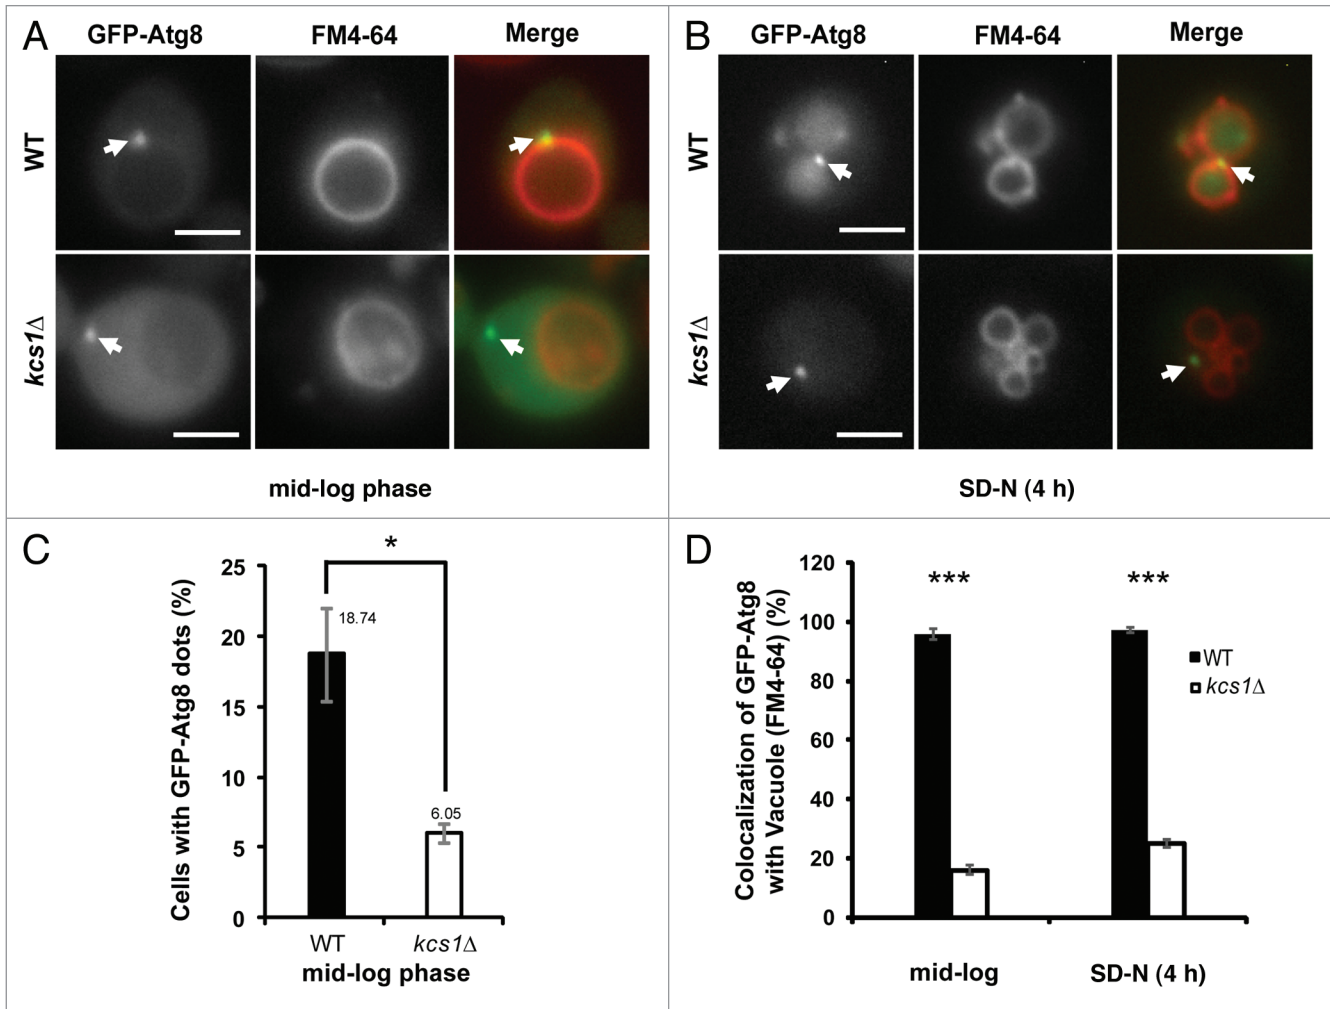 A
GFP-Atg8 FM4-64 Merge
WT
kcs1Δ
mid-log phase
B
GFP-Atg8 FM4-64 Merge
WT
kcs1Δ
SD-N (4 h)
C
Cells with GFP-Atg8 dots (%)
25
20
15
10
5
0
*
18.74
6.05
WT kcs1Δ
mid-log phase
D
Colocalization of GFP-Atg8
with Vacuole (FM4-64) (%)
120
100
80
60
40
20
0
*** ***
WT
kcs1Δ
mid-log SD-N (4 h)